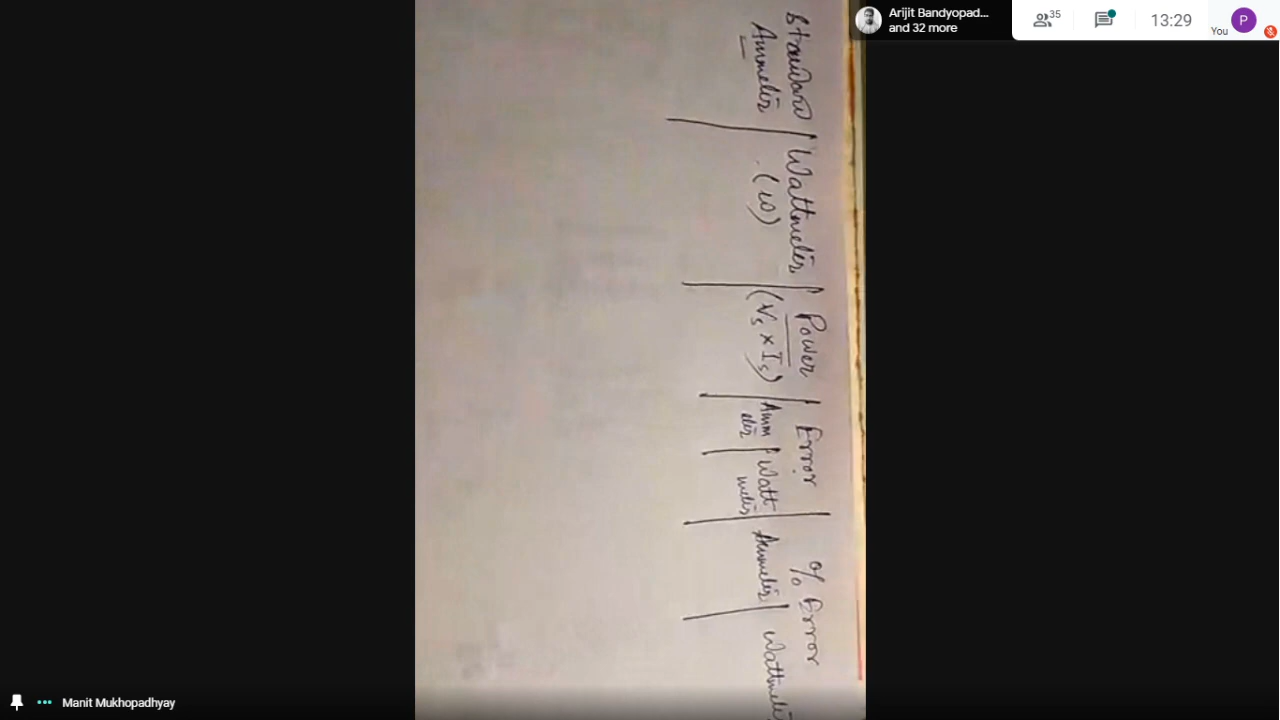 Arijit Bandyopad...
and 32 more
35
13:29
You
P
Standard
Ammeter
Wattmeter
(W)
Power
(Vs x Is)
Error
Amm
eter
Watt
meter
% Error
Ammeter
Wattmeter
Manit Mukhopadhyay